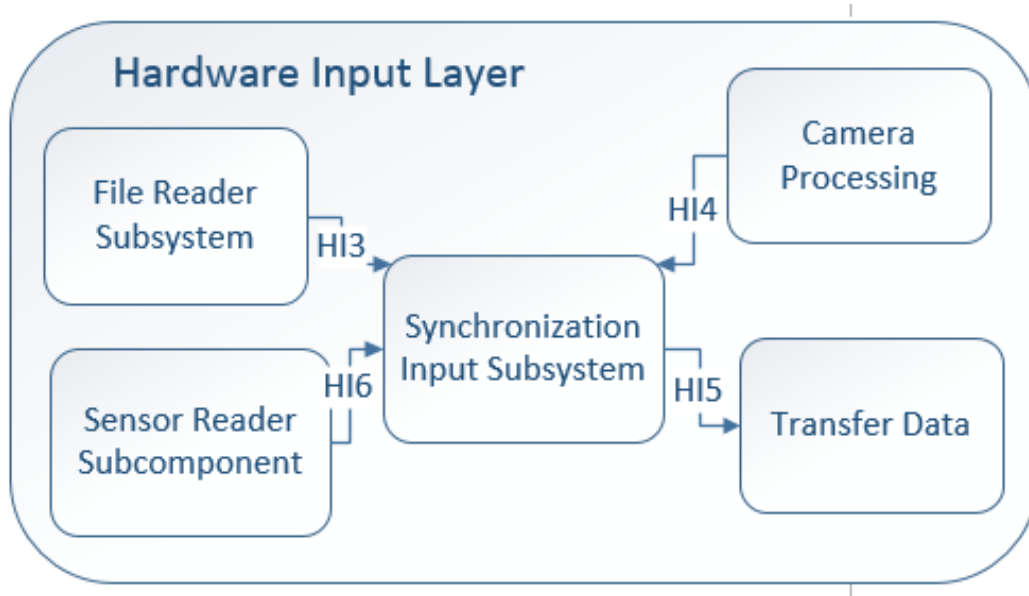 Hardware Input Layer
File Reader
Subsystem
HI3
Camera
Processing
HI4
Synchronization
Input Subsystem
Sensor Reader
Subcomponent
HI6
HI5
Transfer Data